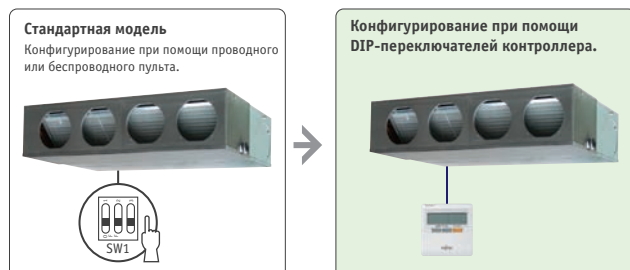 Стандартная модель
Конфигурирование при помощи проводного
или беспроводного пульта.
SW1
Конфигурирование при помощи
DIP-переключателей контроллера.